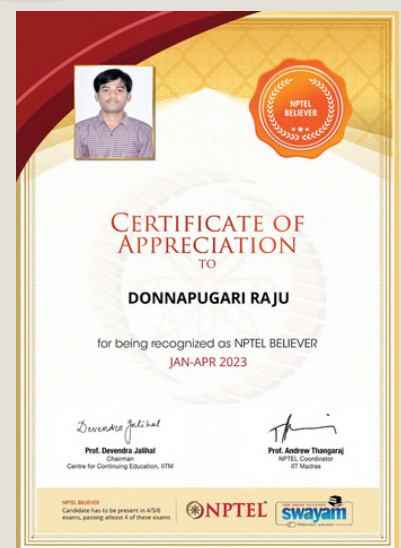 NPTEL
BELIEVER
CERTIFICATE OF
APPRECIATION
TO
DONNAPUGARI RAJU
for being recognized as NPTEL BELIEVER
JAN-APR 2023
Devendra Jalihal
Prof. Devendra Jalihal
Chairman
Centre for Continuing Education, IITM
Prof. Andrew Thangaraj
NPTEL Coordinator
IIT Madras
NPTEL BELIEVER
Candidate has to be present in 4/5/6
exams, passing atleast 4 of these exams
NPTEL
swayam